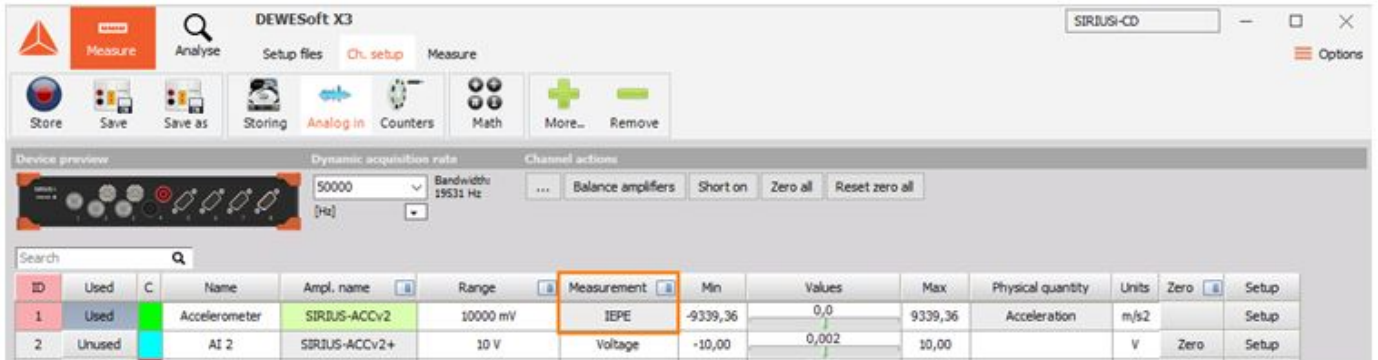 DEWESoft X3
SIRIUSi-CD
Measure
Analyse
Setup files Ch. setup Measure
Options
Store Save Save as Storing Analog in Counters Math More... Remove
Device preview Dynamic acquisition rate Channel actions
50000 Bandwidth: 19531 Hz ... Balance amplifiers Short on Zero all Reset zero all
[Hz]
Search
ID Used C Name Ampl. name Range Measurement Min Values Max Physical quantity Units Zero Setup
1 Used Accelerometer SIRIUS-ACCv2 10000 mV IEPE -9339,36 0,0 9339,36 Acceleration m/s2 Setup
2 Unused AI 2 SIRIUS-ACCv2+ 10 V Voltage -10,00 0,002 10,00 V Zero Setup